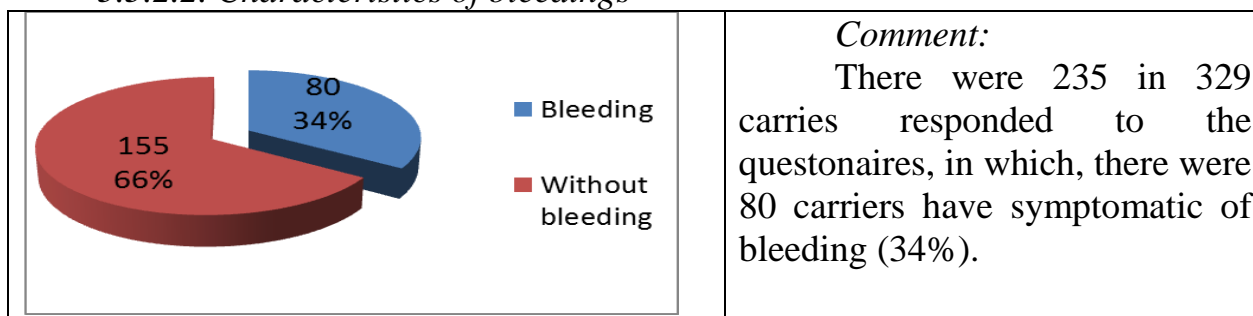 80
34%
155
66%
Bleeding
Without
bleeding
Comment:
There were 235 in 329
carries responded to the
questonaires, in which, there were
80 carriers have symptomatic of
bleeding (34%).